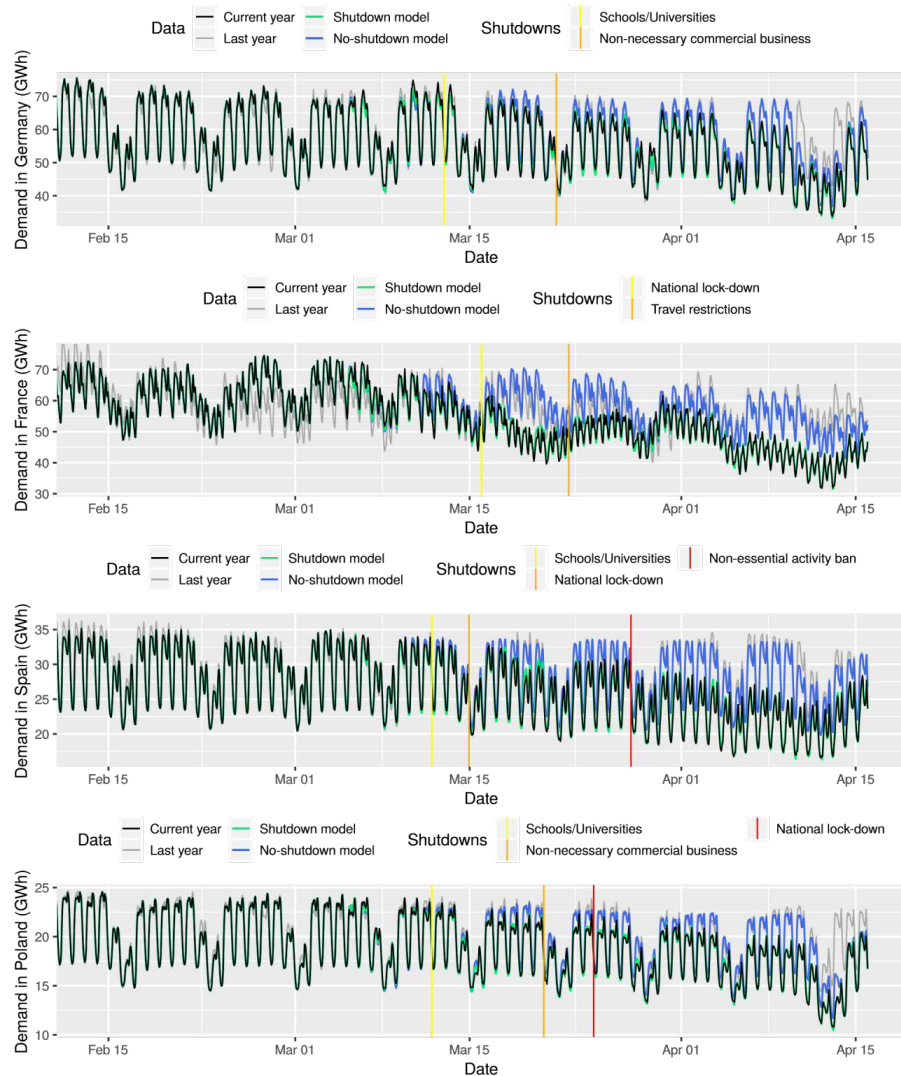 Data Current year Shutdown model Shutdowns Schools/Universities
Last year No-shutdown model Non-necessary commercial business
Demand in Germany (GWh)
70
60
50
40
Feb 15 Mar 01 Mar 15 Apr 01 Apr 15
Date
Data Current year Shutdown model Shutdowns National lock-down
Last year No-shutdown model Travel restrictions
Demand in France (GWh)
70
60
50
40
30
Feb 15 Mar 01 Mar 15 Apr 01 Apr 15
Date
Data Current year Shutdown model Shutdowns Schools/Universities Non-essential activity ban
Last year No-shutdown model National lock-down
Demand in Spain (GWh)
35
30
25
20
Feb 15 Mar 01 Mar 15 Apr 01 Apr 15
Date
Data Current year Shutdown model Shutdowns Schools/Universities National lock-down
Last year No-shutdown model Non-necessary commercial business
Demand in Poland (GWh)
25
20
15
10
Feb 15 Mar 01 Mar 15 Apr 01 Apr 15
Date